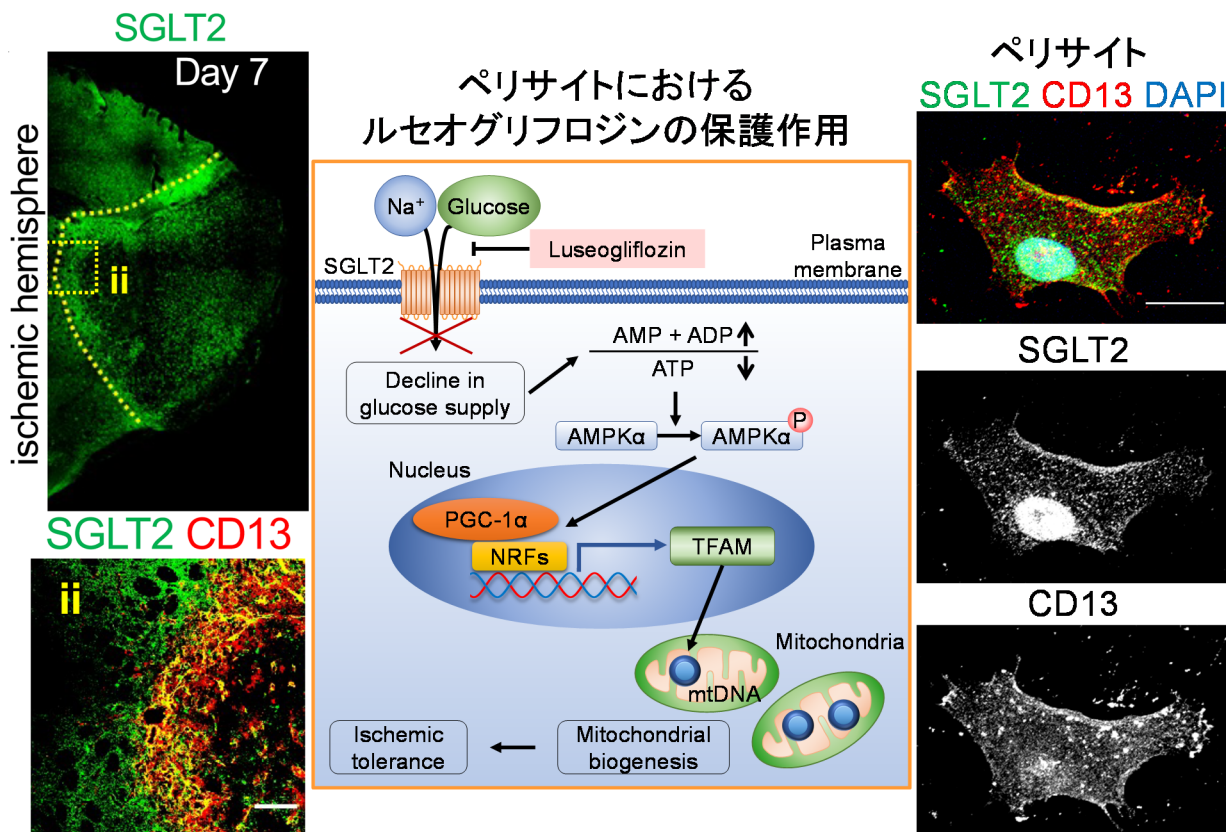 SGLT2
Day 7
ischemic hemisphere
ii
SGLT2 CD13
ii
ペリサイトにおける
ルセオグリフロジンの保護作用
Na⁺
Glucose
SGLT2
Luseogliflozin
Plasma
membrane
AMP + ADP
ATP
Decline in
glucose supply
AMPKα
AMPKα
P
Nucleus
PGC-1α
NRFs
TFAM
Mitochondria
mtDNA
Ischemic
tolerance
Mitochondrial
biogenesis
ペリサイト
SGLT2 CD13 DAPI
SGLT2
CD13